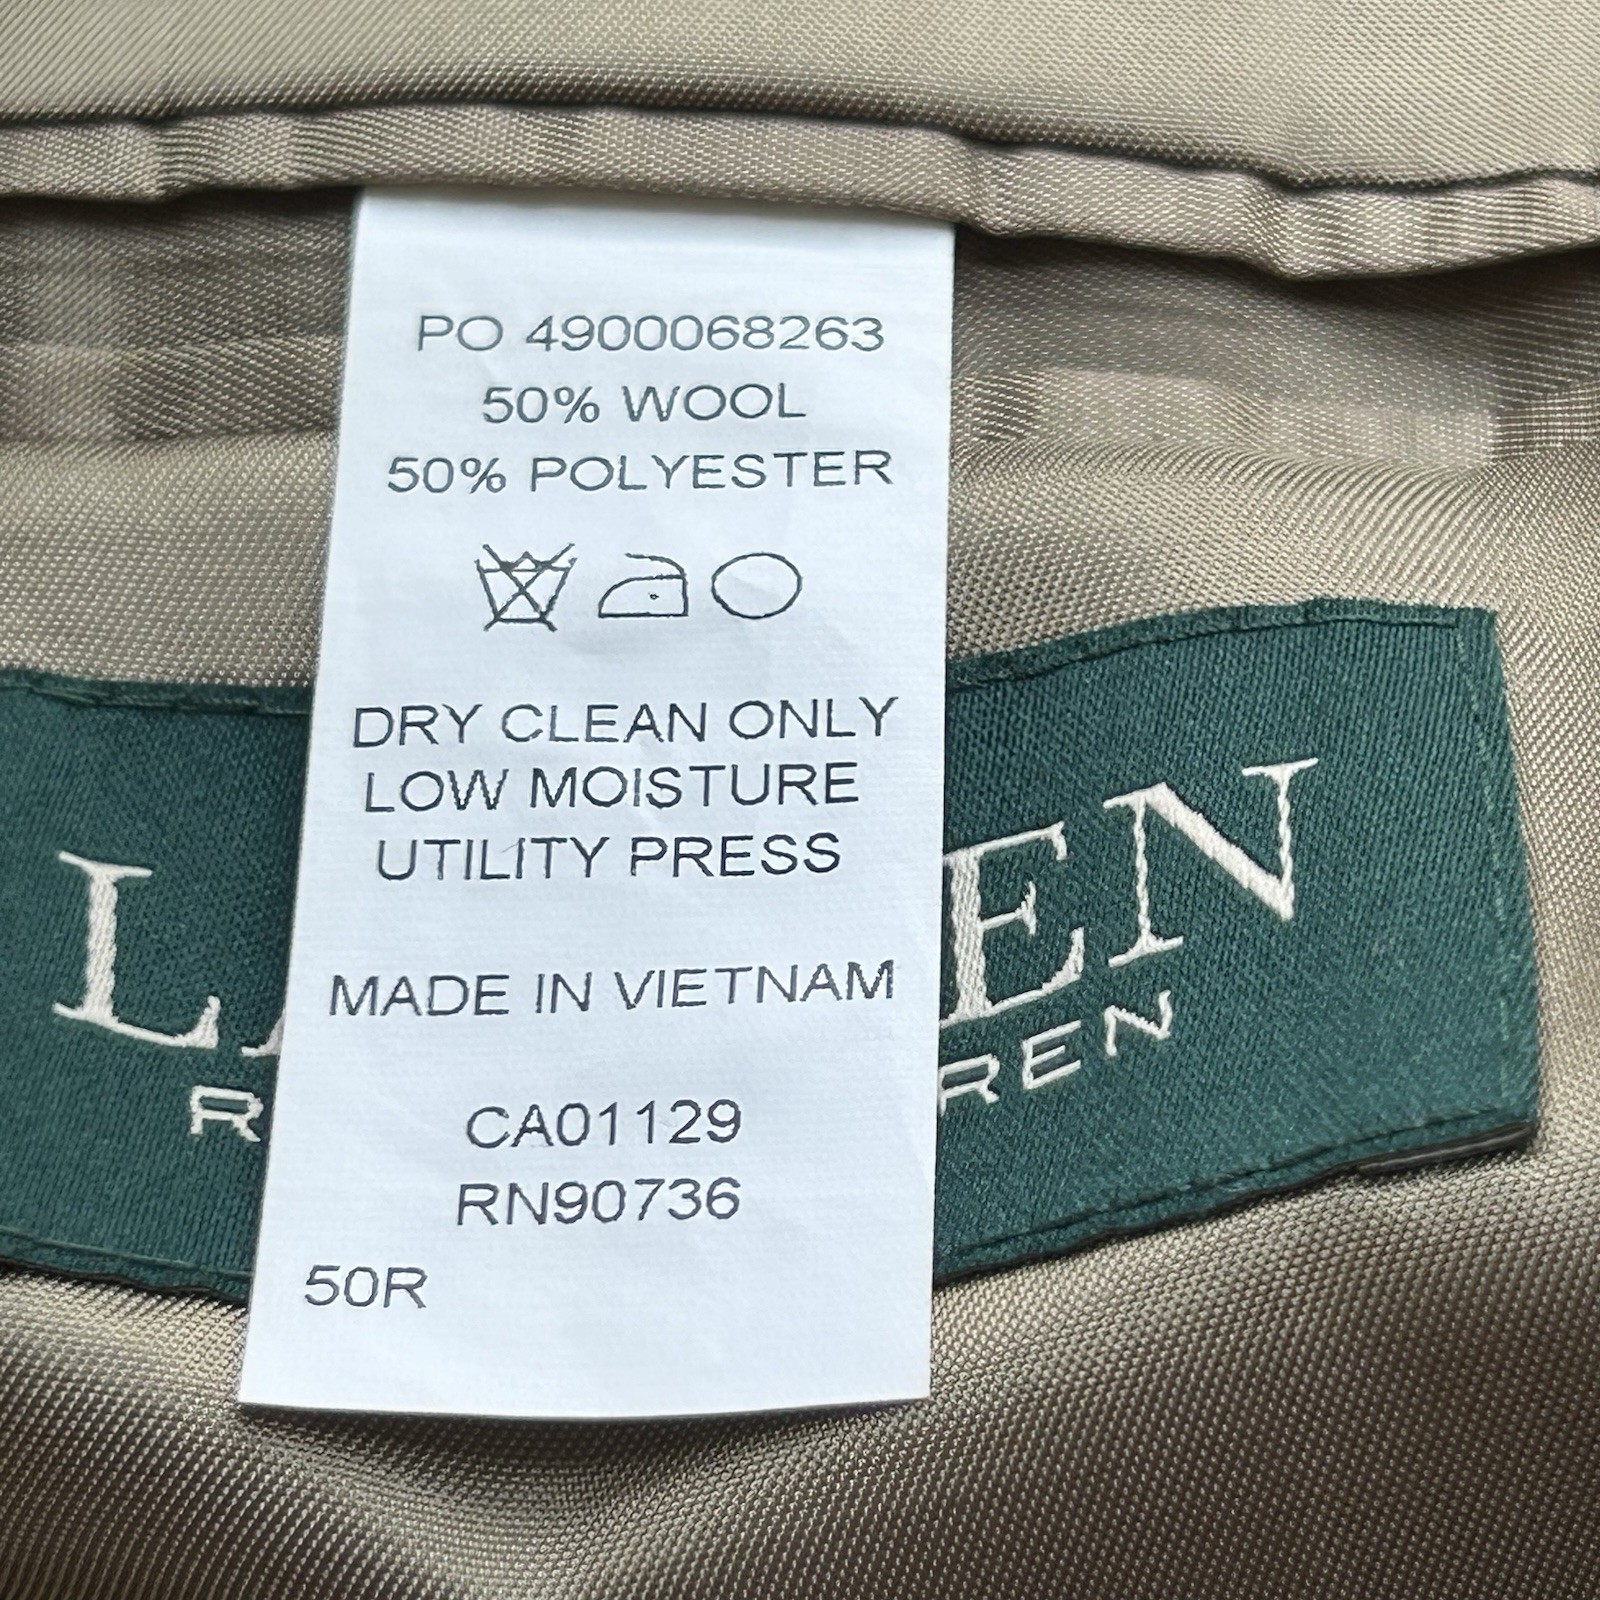 PO 4900068263
50% WOOL
50% POLYESTER
DRY CLEAN ONLY
LOW MOISTURE
UTILITY PRESS
MADE IN VIETNAM
CA01129
RN90736
50R